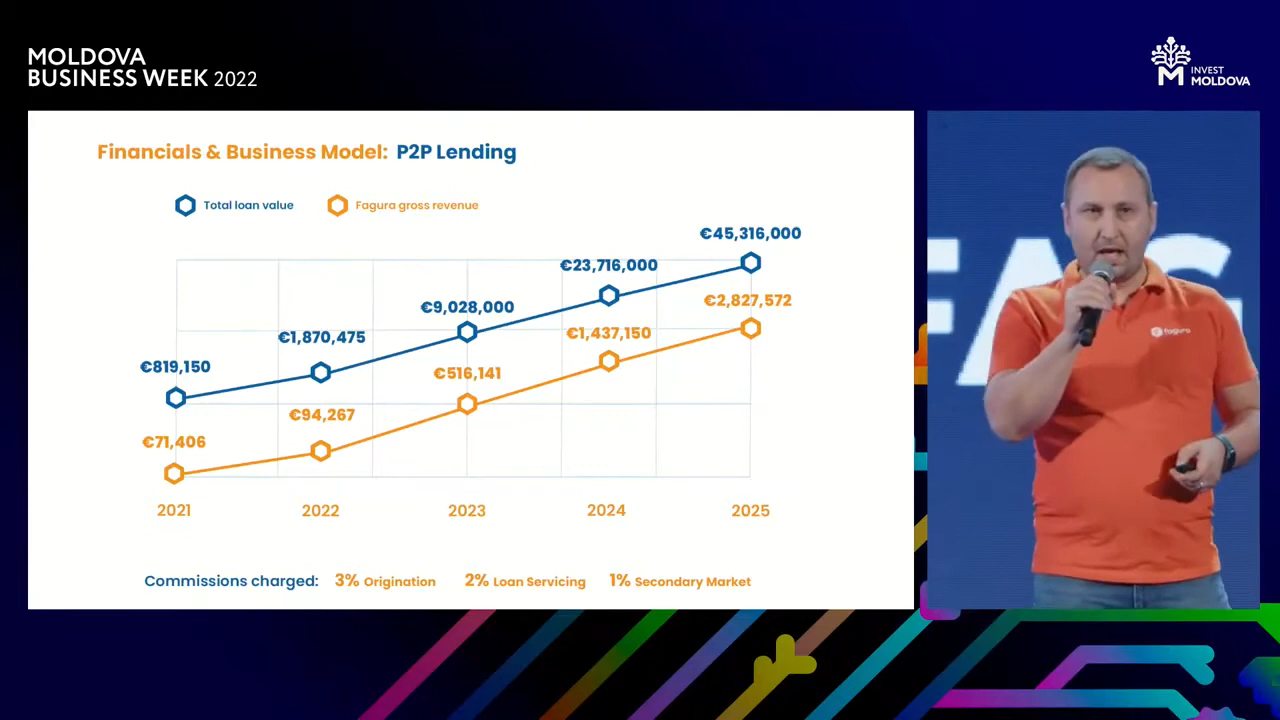 MOLDOVA
BUSINESS WEEK 2022
INVEST
MOLDOVA
Financials & Business Model: P2P Lending
Total loan value
Fagura gross revenue
€45,316,000
€23,716,000
€2,827,572
€9,028,000
€1,437,150
€1,870,475
€819,150
€516,141
€94,267
€71,406
2021 2022 2023 2024 2025
Commissions charged: 3% Origination 2% Loan Servicing 1% Secondary Market
FAG
fagura